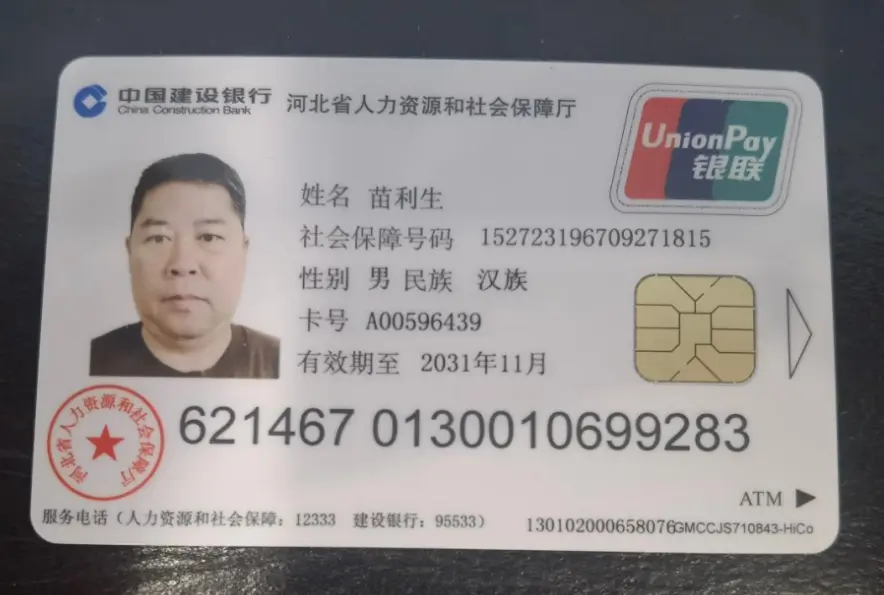 中国建设银行
China Construction Bank
河北省人力资源和社会保障厅
UnionPay
银联
姓名 苗利生
社会保障号码 152723196709271815
性别 男 民族 汉族
卡号 A00596439
有效期至 2031年11月
河北省人力资源和社会保障厅
621467 0130010699283
ATM
服务电话（人力资源和社会保障：12333 建设银行：95533）
130102000658076GMCCJS710843-HiCo